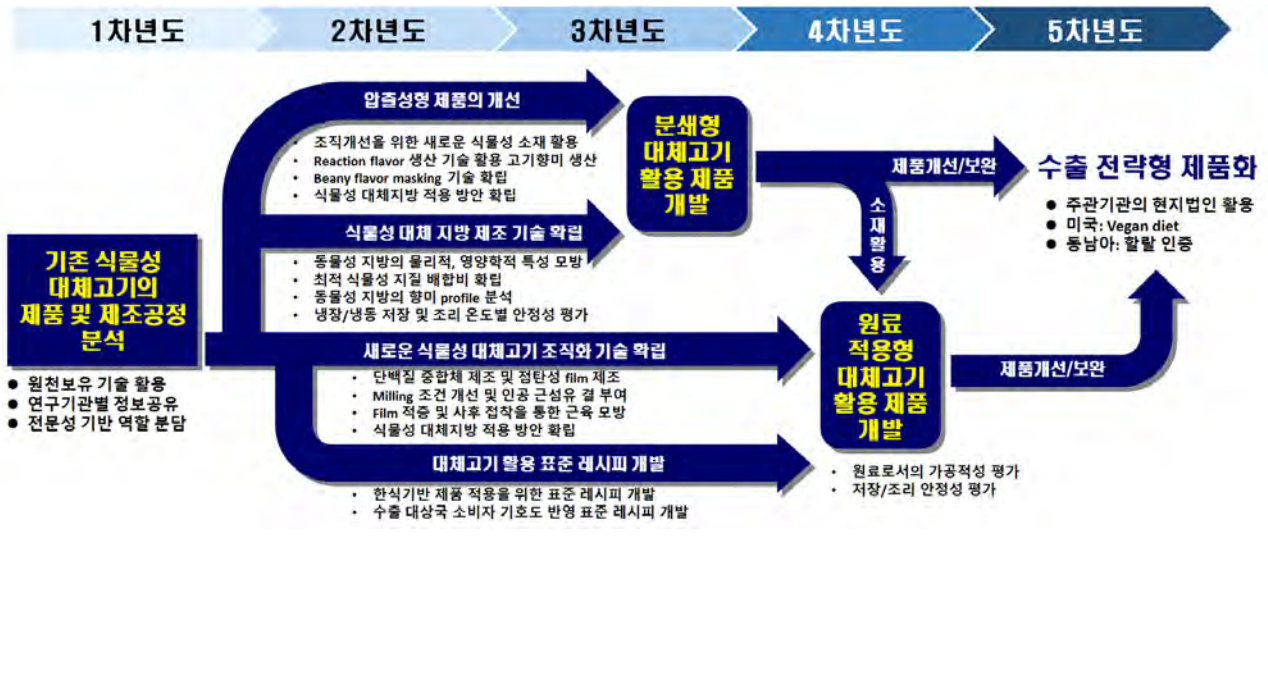 1차년도
2차년도
3차년도
4차년도
5차년도
기존 식물성
대체고기의
제품 및 제조공정
분석
● 원천보유 기술 활용
● 연구기관별 정보공유
● 전문성 기반 역할 분담
압출성형 제품의 개선
• 조직개선을 위한 새로운 식물성 소재 활용
• Reaction flavor 생산 기술 활용 고기향미 생산
• Beany flavor masking 기술 확립
• 식물성 대체지방 적용 방안 확립
식물성 대체 지방 제조 기술 확립
• 동물성 지방의 물리적, 영양학적 특성 모방
• 최적 식물성 지질 배합비 확립
• 동물성 지방의 향미 profile 분석
• 냉장/냉동 저장 및 조리 온도별 안정성 평가
새로운 식물성 대체고기 조직화 기술 확립
• 단백질 중합체 제조 및 점탄성 film 제조
• Milling 조건 개선 및 인공 근섬유 결 부여
• Film 적층 및 사후 접착을 통한 근육 모방
• 식물성 대체지방 적용 방안 확립
대체고기 활용 표준 레시피 개발
• 한식기반 제품 적용을 위한 표준 레시피 개발
• 수출 대상국 소비자 기호도 반영 표준 레시피 개발
분쇄형
대체고기
활용 제품
개발
제품개선/보완
소재활용
원료
적용형
대체고기
활용 제품
개발
• 원료로서의 가공적성 평가
• 저장/조리 안정성 평가
제품개선/보완
수출 전략형 제품화
● 주관기관의 현지법인 활용
● 미국: Vegan diet
● 동남아: 할랄 인증